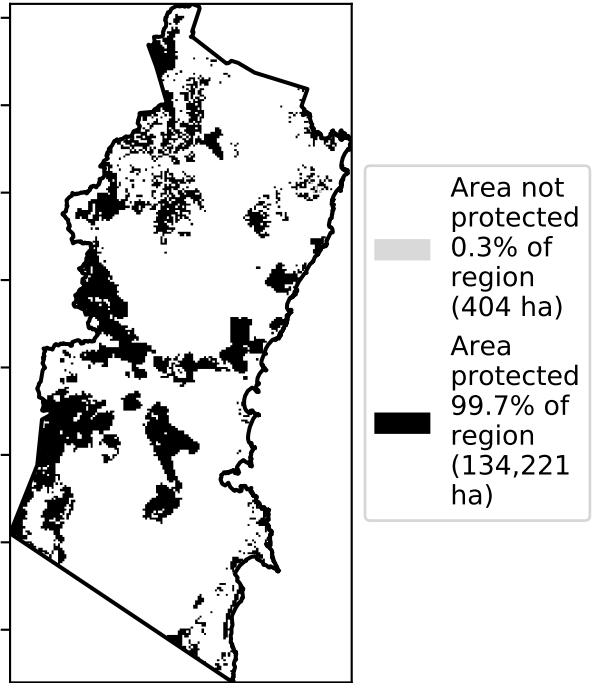 Area not
protected
0.3% of
region
(404 ha)
Area
protected
99.7% of
region
(134,221
ha)